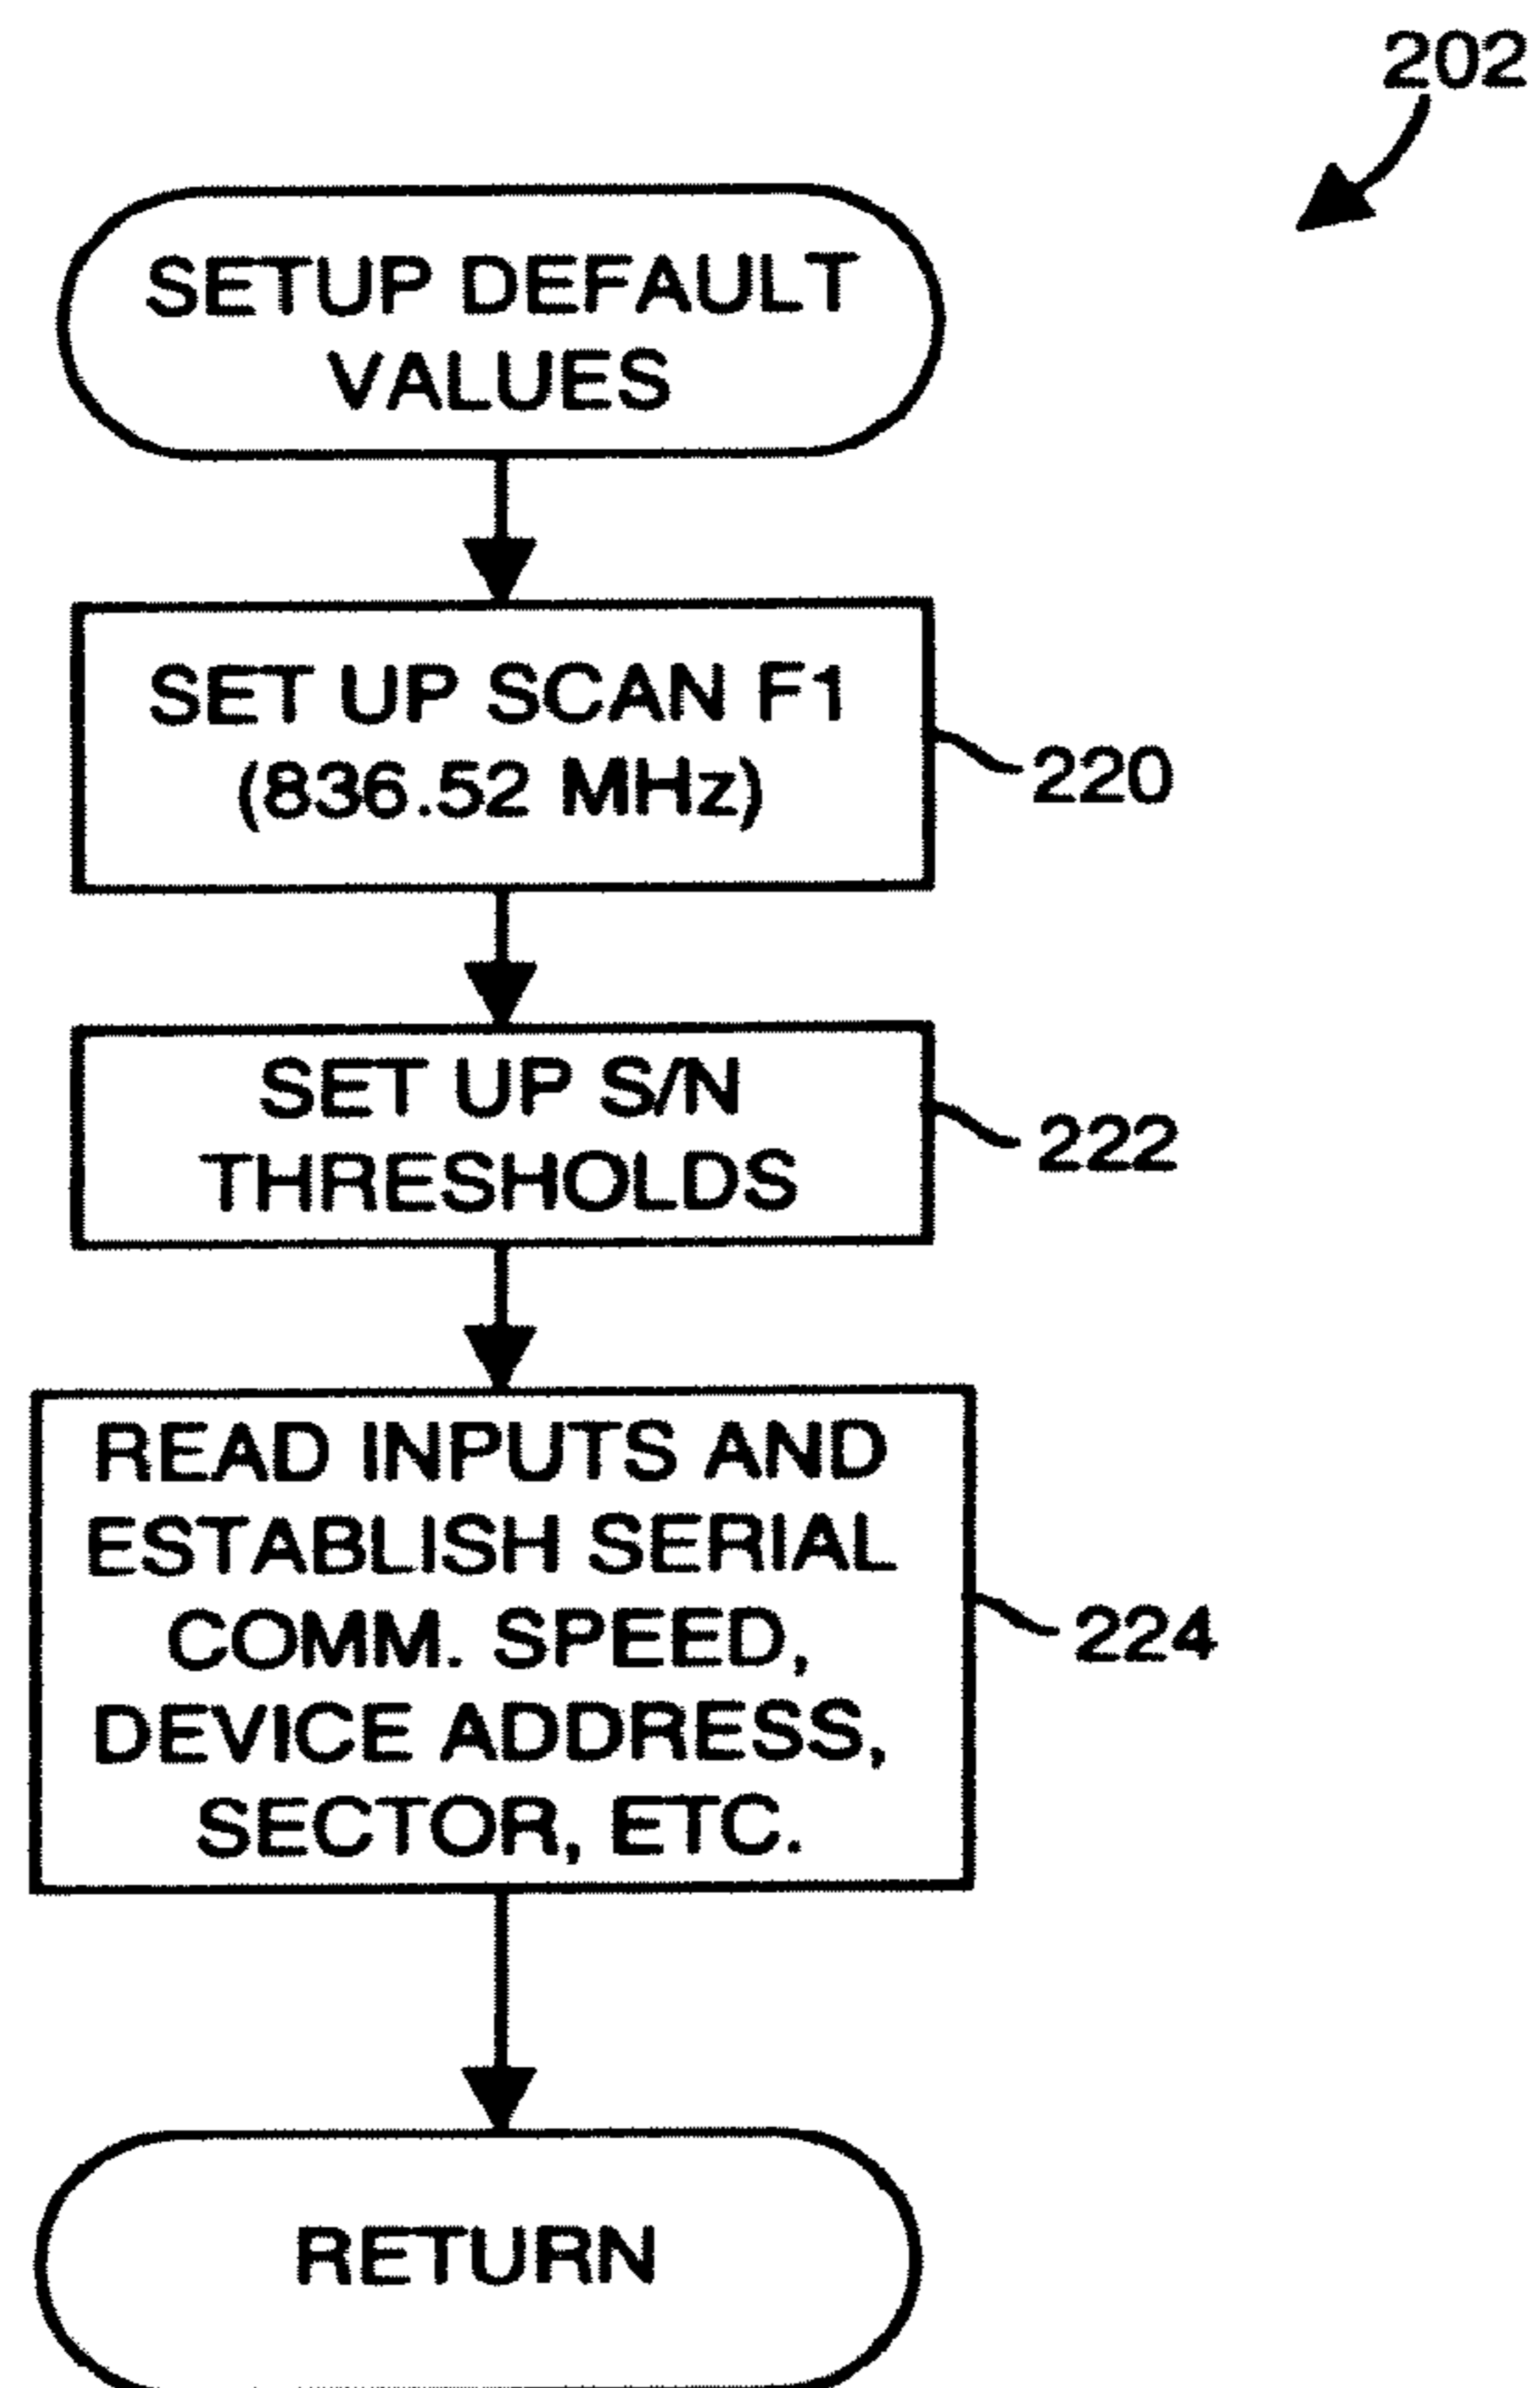 202
SETUP DEFAULT
VALUES
SET UP SCAN F1
(836.52 MHz)
220
SET UP S/N
THRESHOLDS
222
READ INPUTS AND
ESTABLISH SERIAL
COMM. SPEED,
DEVICE ADDRESS,
SECTOR, ETC.
224
RETURN